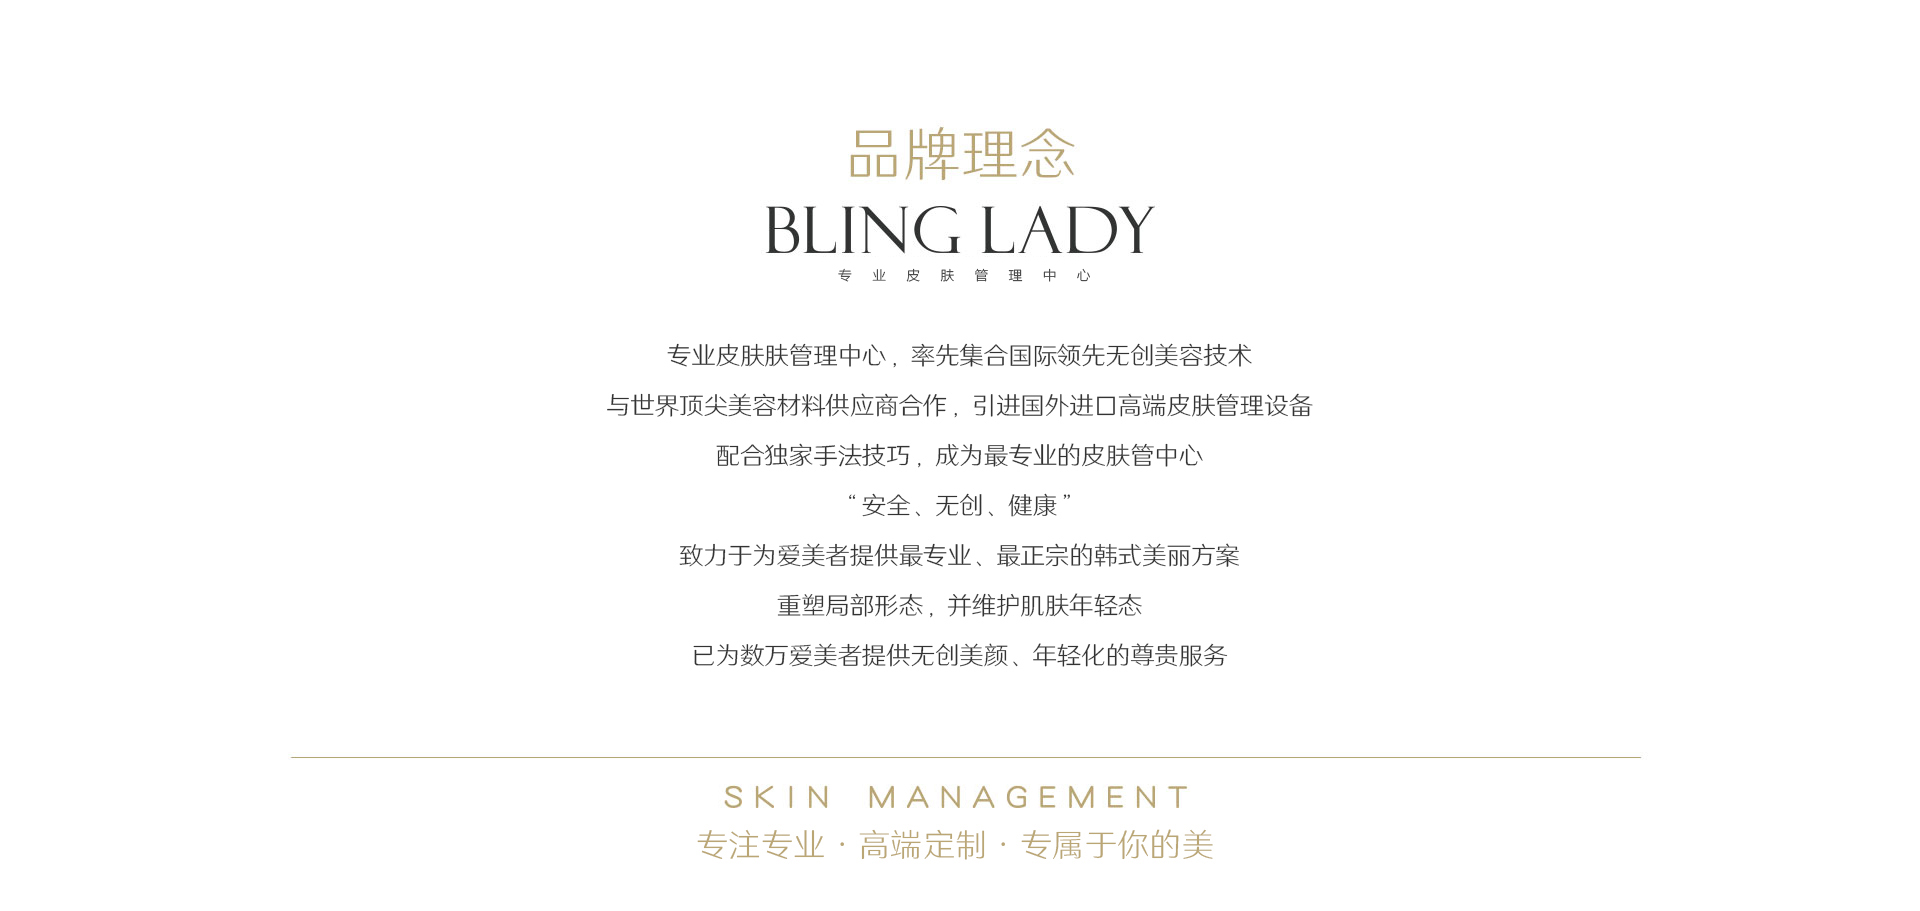 品牌理念
BLING LADY
专业皮肤管理中心
专业皮肤肤管理中心，率先集合国际领先无创美容技术
与世界顶尖美容材料供应商合作，引进国外进口高端皮肤管理设备
配合独家手法技巧，成为最专业的皮肤管中心
“安全、无创、健康”
致力于为爱美者提供最专业、最正宗的韩式美丽方案
重塑局部形态，并维护肌肤年轻态
已为数万爱美者提供无创美颜、年轻化的尊贵服务
SKIN MANAGEMENT
专注专业·高端定制·专属于你的美